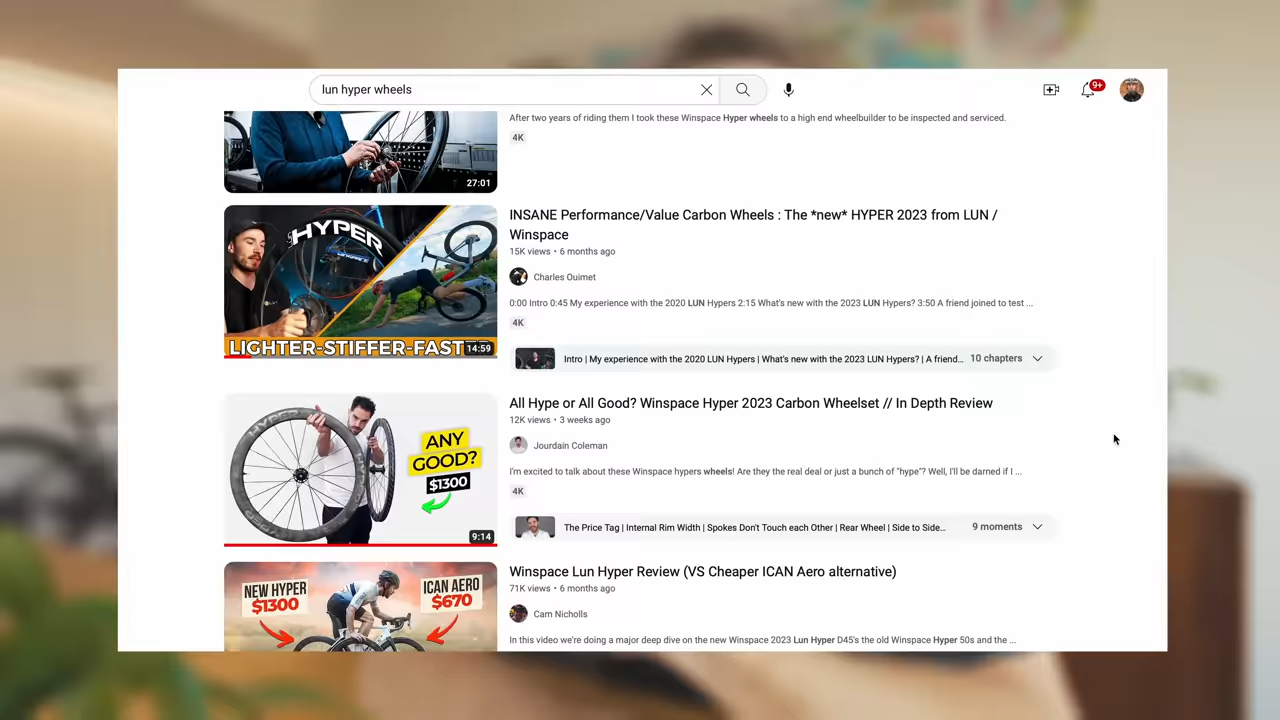 lun hyper wheels
9+
After two years of riding them I took these Winspace Hyper wheels to a high end wheelbuilder to be inspected and serviced.
4K
27:01
HYPER
LIGHTER-STIFFER-FAST
14:59
INSANE Performance/Value Carbon Wheels : The *new* HYPER 2023 from LUN /
Winspace
15K views • 6 months ago
Charles Ouimet
0:00 Intro 0:45 My experience with the 2020 LUN Hypers 2:15 What's new with the 2023 LUN Hypers? 3:50 A friend joined to test ...
4K
Intro | My experience with the 2020 LUN Hypers | What's new with the 2023 LUN Hypers? | A friend...
10 chapters
HYPER
ANY
GOOD?
$1300
9:14
All Hype or All Good? Winspace Hyper 2023 Carbon Wheelset // In Depth Review
12K views • 3 weeks ago
Jourdain Coleman
I'm excited to talk about these Winspace hypers wheels! Are they the real deal or just a bunch of "hype"? Well, I'll be darned if I ...
4K
The Price Tag | Internal Rim Width | Spokes Don't Touch each Other | Rear Wheel | Side to Side...
9 moments
NEW HYPER
$1300
ICAN AERO
$670
Winspace Lun Hyper Review (VS Cheaper ICAN Aero alternative)
71K views • 6 months ago
Cam Nicholls
In this video we're doing a major deep dive on the new Winspace 2023 Lun Hyper D45's the old Winspace Hyper 50s and the ...